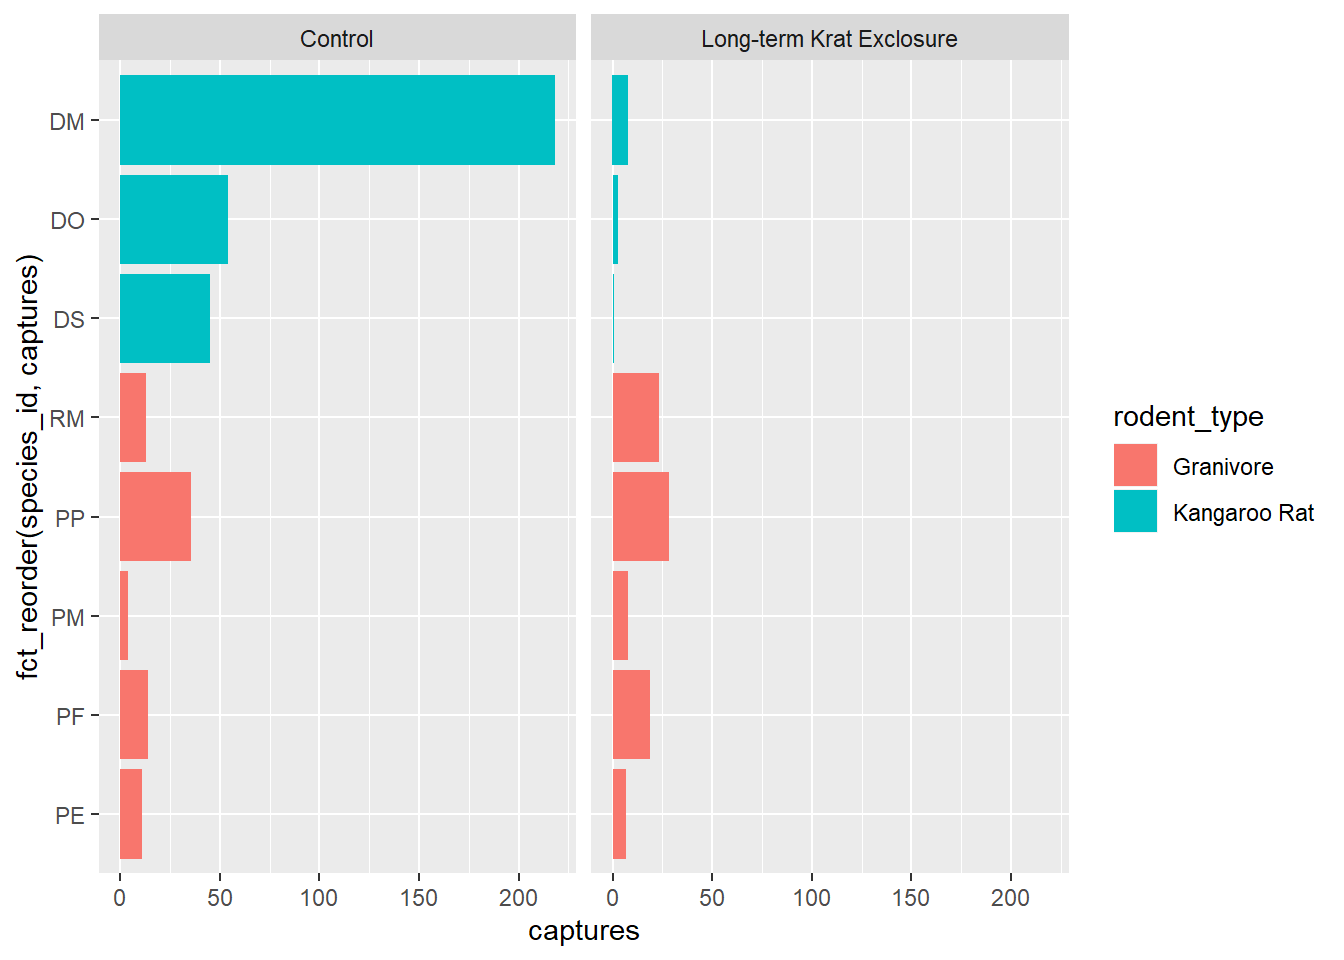 Control
Long-term Krat Exclosure
fct_reorder(species_id, captures)
DM
DO
DS
RM
PP
PM
PF
PE
0 50 100 150 200
0 50 100 150 200
captures
rodent_type
Granivore
Kangaroo Rat